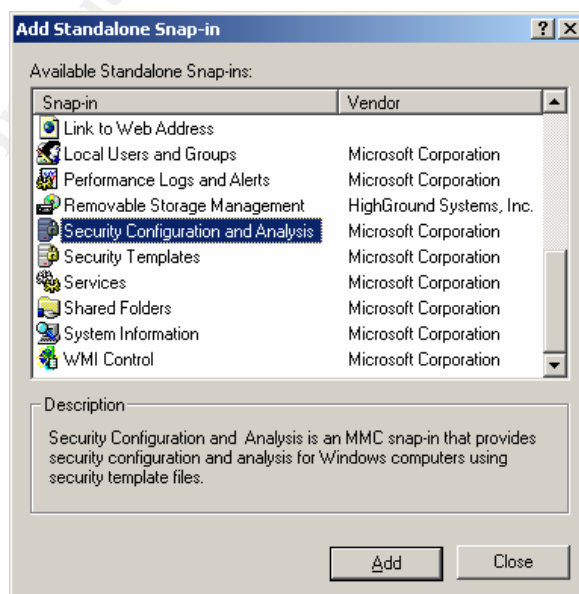 Add Standalone Snap-in
Available Standalone Snap-ins:
Snap-in Vendor
Link to Web Address
Local Users and Groups Microsoft Corporation
Performance Logs and Alerts Microsoft Corporation
Removable Storage Management HighGround Systems, Inc.
Security Configuration and Analysis Microsoft Corporation
Security Templates Microsoft Corporation
Services Microsoft Corporation
Shared Folders Microsoft Corporation
System Information Microsoft Corporation
WMI Control Microsoft Corporation
Description
Security Configuration and Analysis is an MMC snap-in that provides
security configuration and analysis for Windows computers using
security template files.
Add Close